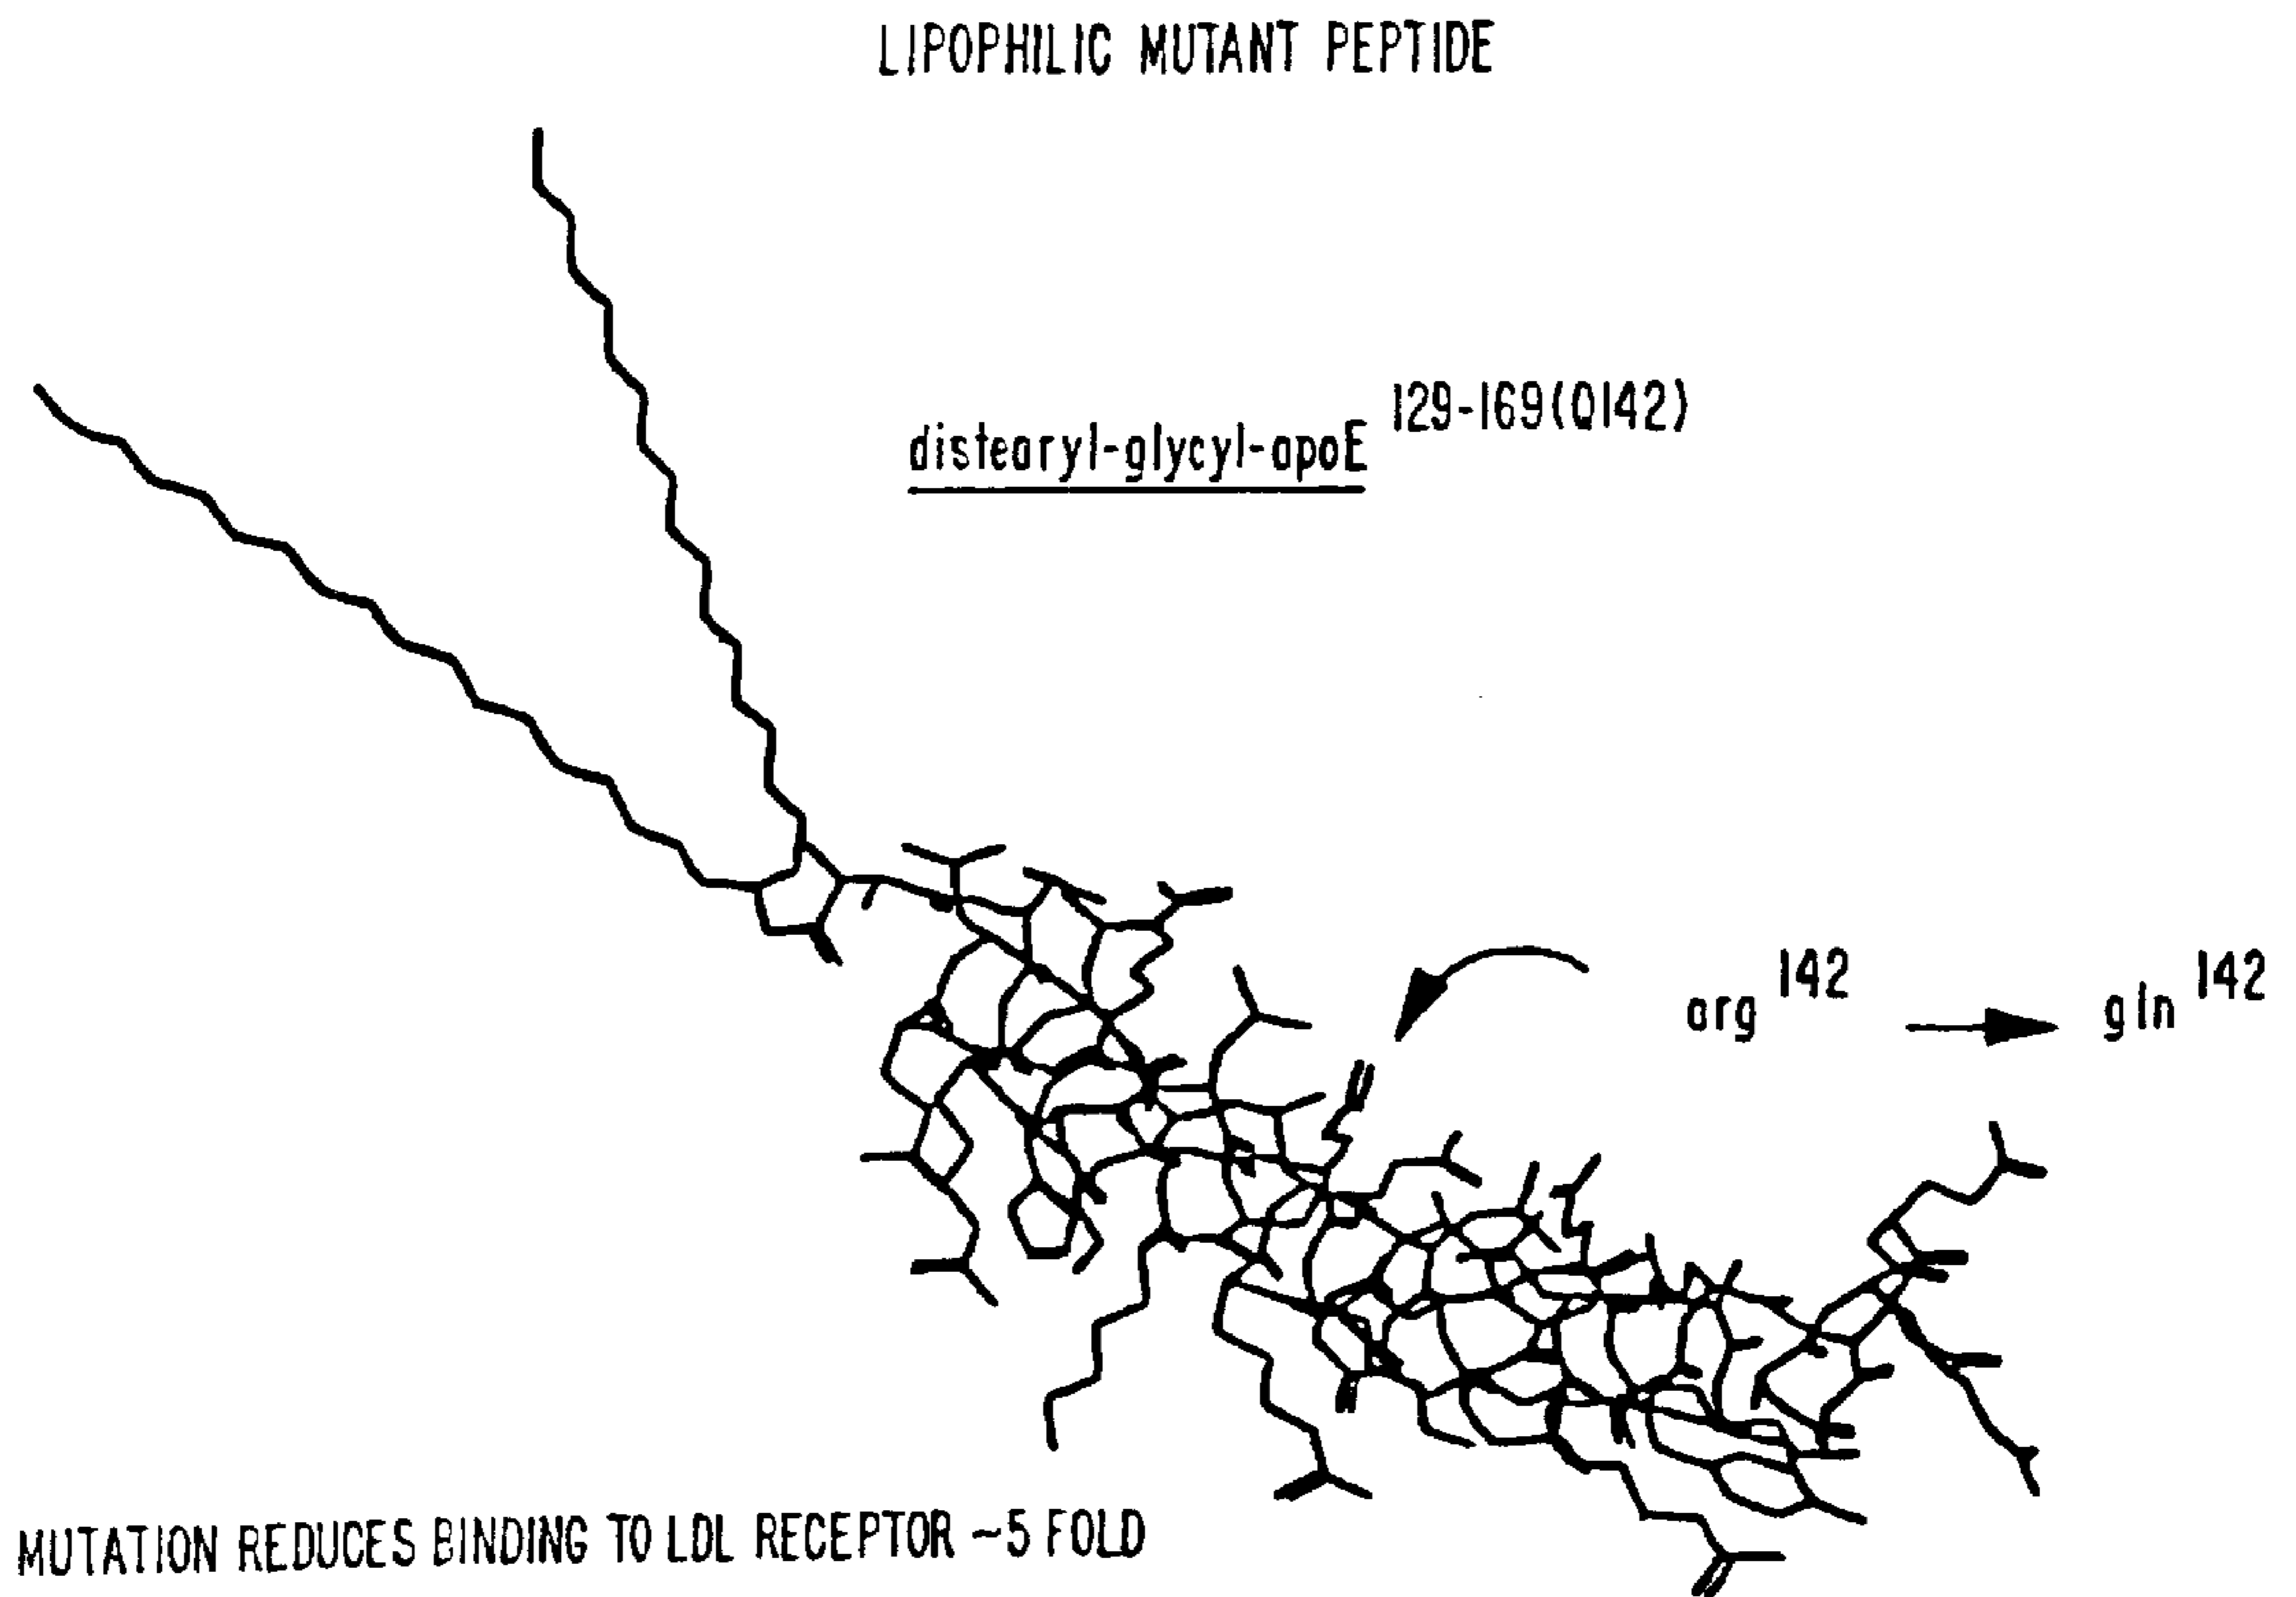 LIPOPHILIC MUTANT PEPTIDE
distearyl-glycyl-apoE 129-169(Q142)
arg 142 → gln 142
MUTATION REDUCES BINDING TO LDL RECEPTOR ~5 FOLD